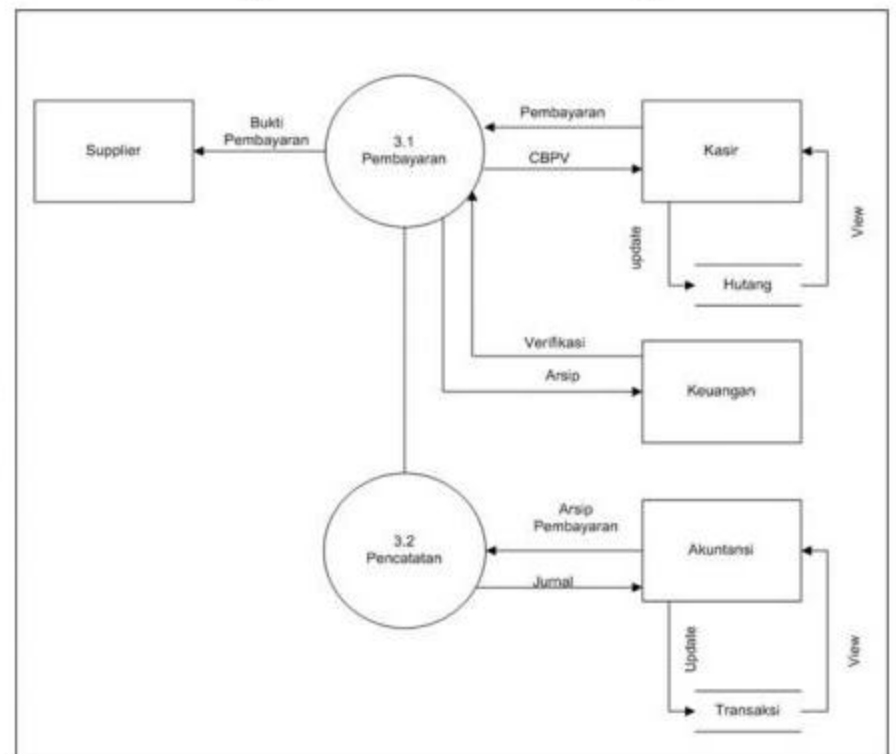 Supplier
Bukti
Pembayaran
3.1
Pembayaran
Pembayaran
CBPV
Kasir
update
View
Hutang
Verifikasi
Arsip
Keuangan
3.2
Pencatatan
Arsip
Pembayaran
Jurnal
Akuntansi
Update
View
Transaksi